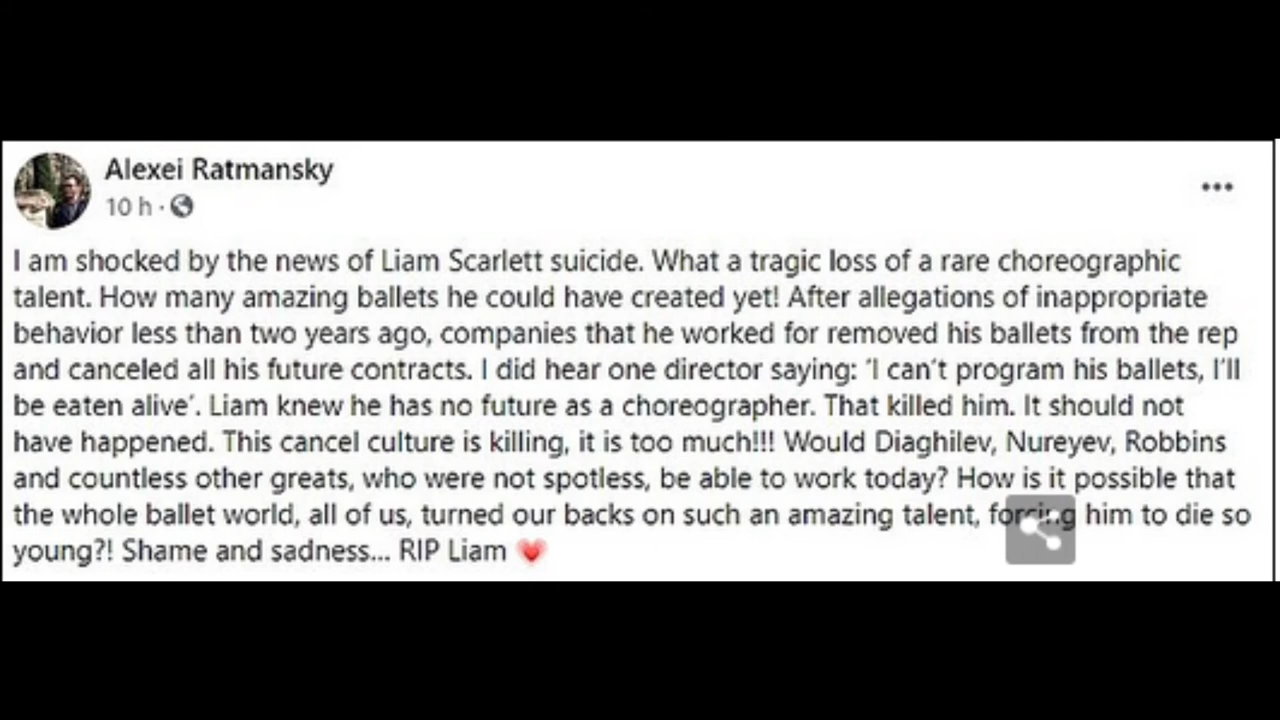 Alexei Ratmansky
10 h ·
I am shocked by the news of Liam Scarlett suicide. What a tragic loss of a rare choreographic
talent. How many amazing ballets he could have created yet! After allegations of inappropriate
behavior less than two years ago, companies that he worked for removed his ballets from the rep
and canceled all his future contracts. I did hear one director saying: ‘I can’t program his ballets, I’ll
be eaten alive’. Liam knew he has no future as a choreographer. That killed him. It should not
have happened. This cancel culture is killing, it is too much!!! Would Diaghilev, Nureyev, Robbins
and countless other greats, who were not spotless, be able to work today? How is it possible that
the whole ballet world, all of us, turned our backs on such an amazing talent, forcing him to die so
young?! Shame and sadness... RIP Liam ❤